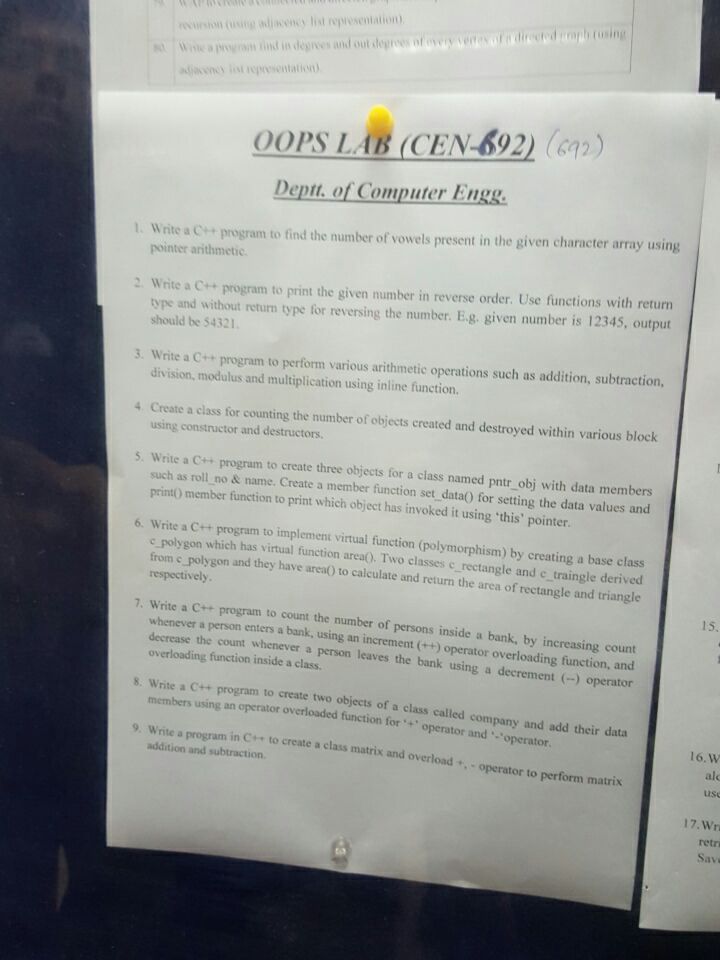 recursion (using adjacency list representation).
80. Write a program find in degrees and out degrees of every vertex of a directed graph (using
adjacency list representation).
OOPS LAB (CEN-692) (692)
Deptt. of Computer Engg.
1. Write a C++ program to find the number of vowels present in the given character array using
pointer arithmetic.
2. Write a C++ program to print the given number in reverse order. Use functions with return
type and without return type for reversing the number. E.g. given number is 12345, output
should be 54321.
3. Write a C++ program to perform various arithmetic operations such as addition, subtraction,
division, modulus and multiplication using inline function.
4. Create a class for counting the number of objects created and destroyed within various block
using constructor and destructors.
5. Write a C++ program to create three objects for a class named pntr_obj with data members
such as roll_no & name. Create a member function set_data() for setting the data values and
print() member function to print which object has invoked it using 'this' pointer.
6. Write a C++ program to implement virtual function (polymorphism) by creating a base class
c_polygon which has virtual function area(). Two classes c_rectangle and c_traingle derived
from c_polygon and they have area() to calculate and return the area of rectangle and triangle
respectively.
7. Write a C++ program to count the number of persons inside a bank, by increasing count
whenever a person enters a bank, using an increment (++) operator overloading function, and
decrease the count whenever a person leaves the bank using a decrement (--) operator
overloading function inside a class.
8. Write a C++ program to create two objects of a class called company and add their data
members using an operator overloaded function for '+' operator and '-'operator.
9. Write a program in C++ to create a class matrix and overload +, - operator to perform matrix
addition and subtraction.
15.
16. W
alo
use
17. Wri
retri
Save